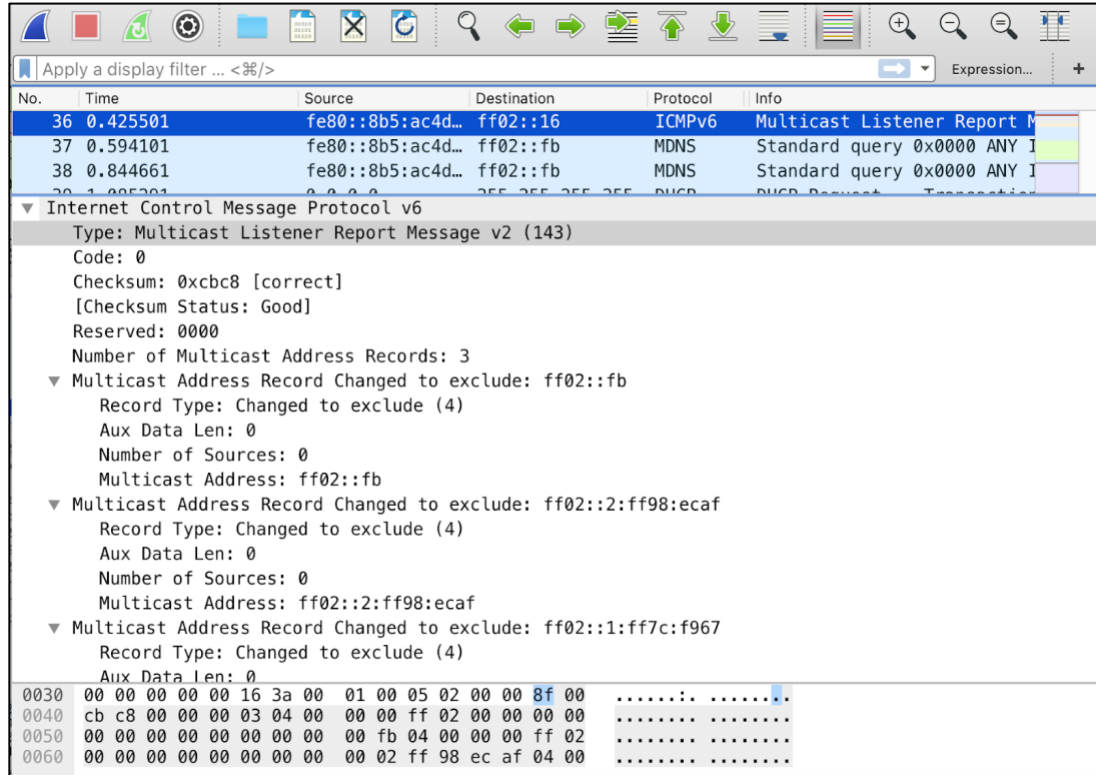 Apply a display filter ... <⌘/>
Expression... +
No. Time Source Destination Protocol Info
36 0.425501 fe80::8b5:ac4d… ff02::16 ICMPv6 Multicast Listener Report M
37 0.594101 fe80::8b5:ac4d… ff02::fb MDNS Standard query 0x0000 ANY I
38 0.844661 fe80::8b5:ac4d… ff02::fb MDNS Standard query 0x0000 ANY I
▼ Internet Control Message Protocol v6
Type: Multicast Listener Report Message v2 (143)
Code: 0
Checksum: 0xcbc8 [correct]
[Checksum Status: Good]
Reserved: 0000
Number of Multicast Address Records: 3
▼ Multicast Address Record Changed to exclude: ff02::fb
Record Type: Changed to exclude (4)
Aux Data Len: 0
Number of Sources: 0
Multicast Address: ff02::fb
▼ Multicast Address Record Changed to exclude: ff02::2:ff98:ecaf
Record Type: Changed to exclude (4)
Aux Data Len: 0
Number of Sources: 0
Multicast Address: ff02::2:ff98:ecaf
▼ Multicast Address Record Changed to exclude: ff02::1:ff7c:f967
Record Type: Changed to exclude (4)
Aux Data Len: 0
0030 00 00 00 00 00 16 3a 00 01 00 05 02 00 00 8f 00 ......:. ........
0040 cb c8 00 00 00 03 04 00 00 00 ff 02 00 00 00 00 ........ ........
0050 00 00 00 00 00 00 00 00 00 fb 04 00 00 00 ff 02 ........ ........
0060 00 00 00 00 00 00 00 00 00 02 ff 98 ec af 04 00 ........ ........